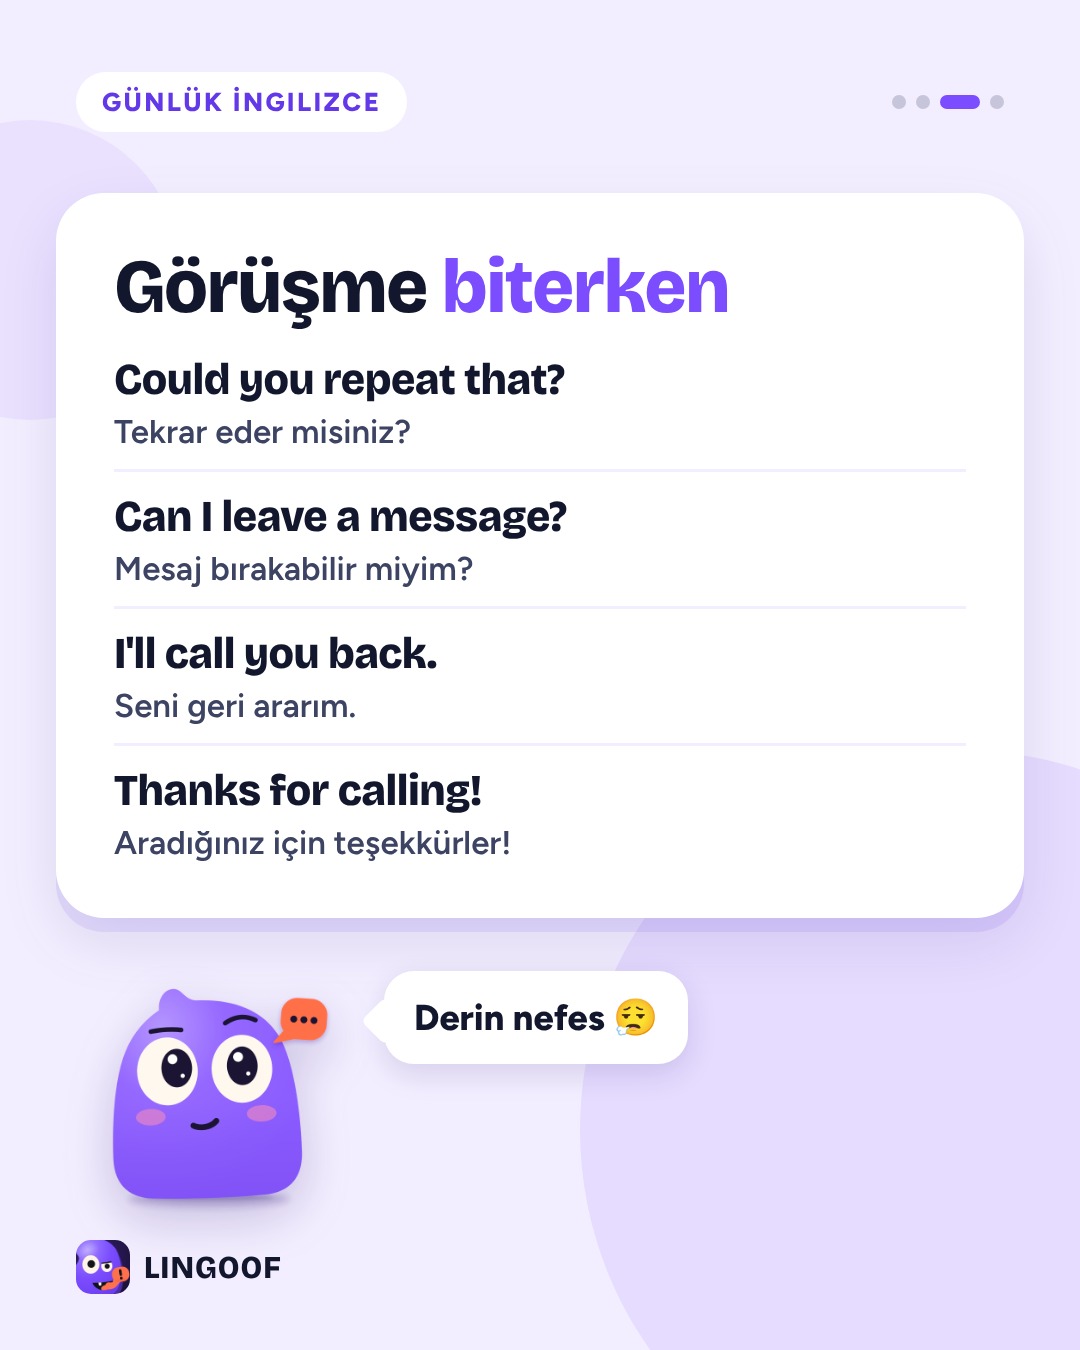 GÜNLÜK İNGILIZCE
Görüşme biterken
Could you repeat that?
Tekrar eder misiniz?
Can I leave a message?
Mesaj bırakabilir miyim?
I'll call you back.
Seni geri ararım.
Thanks for calling!
Aradığınız için teşekkürler!
Derin nefes 😮‍💨
LINGOOF